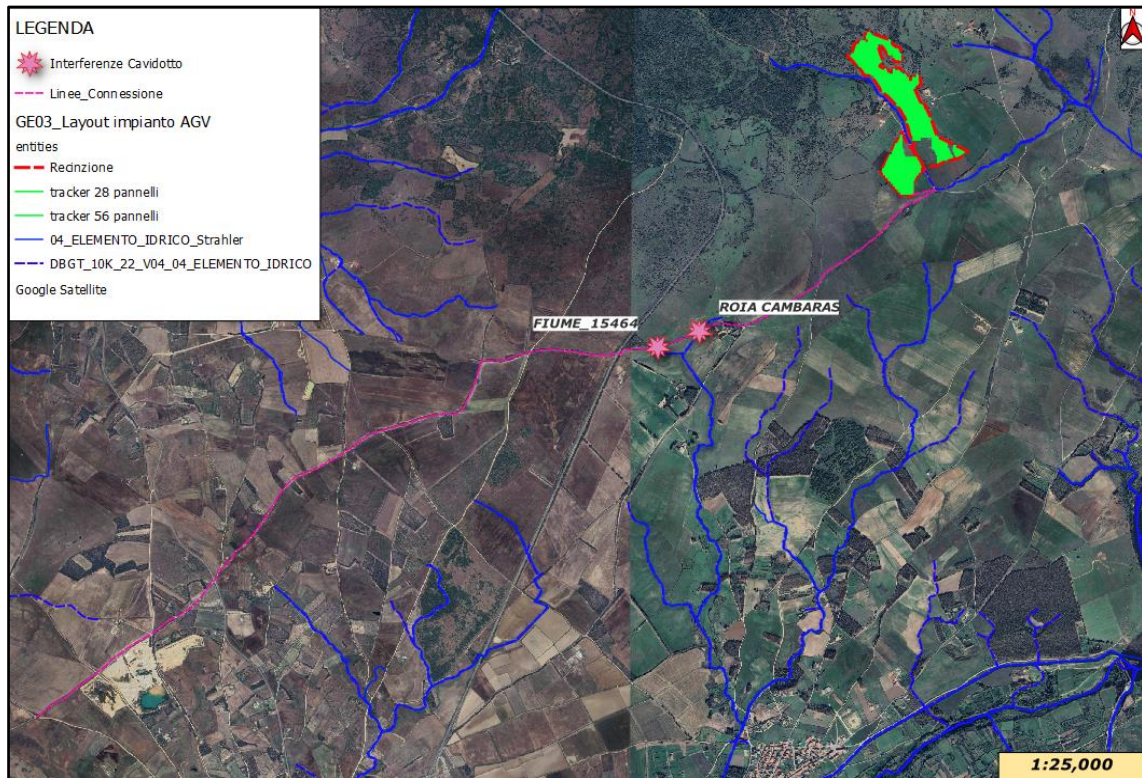 LEGENDA
Interferenze Cavidotto
Linee_Connessione
GE03_Layout impianto AGV
entities
Recinzione
tracker 28 pannelli
tracker 56 pannelli
04_ELEMENTO_IDRICO_Strahler
DBGT_10K_22_V04_04_ELEMENTO_IDRICO
Google Satellite
N
ROIA CAMBARAS
FIUME_15464
1:25,000